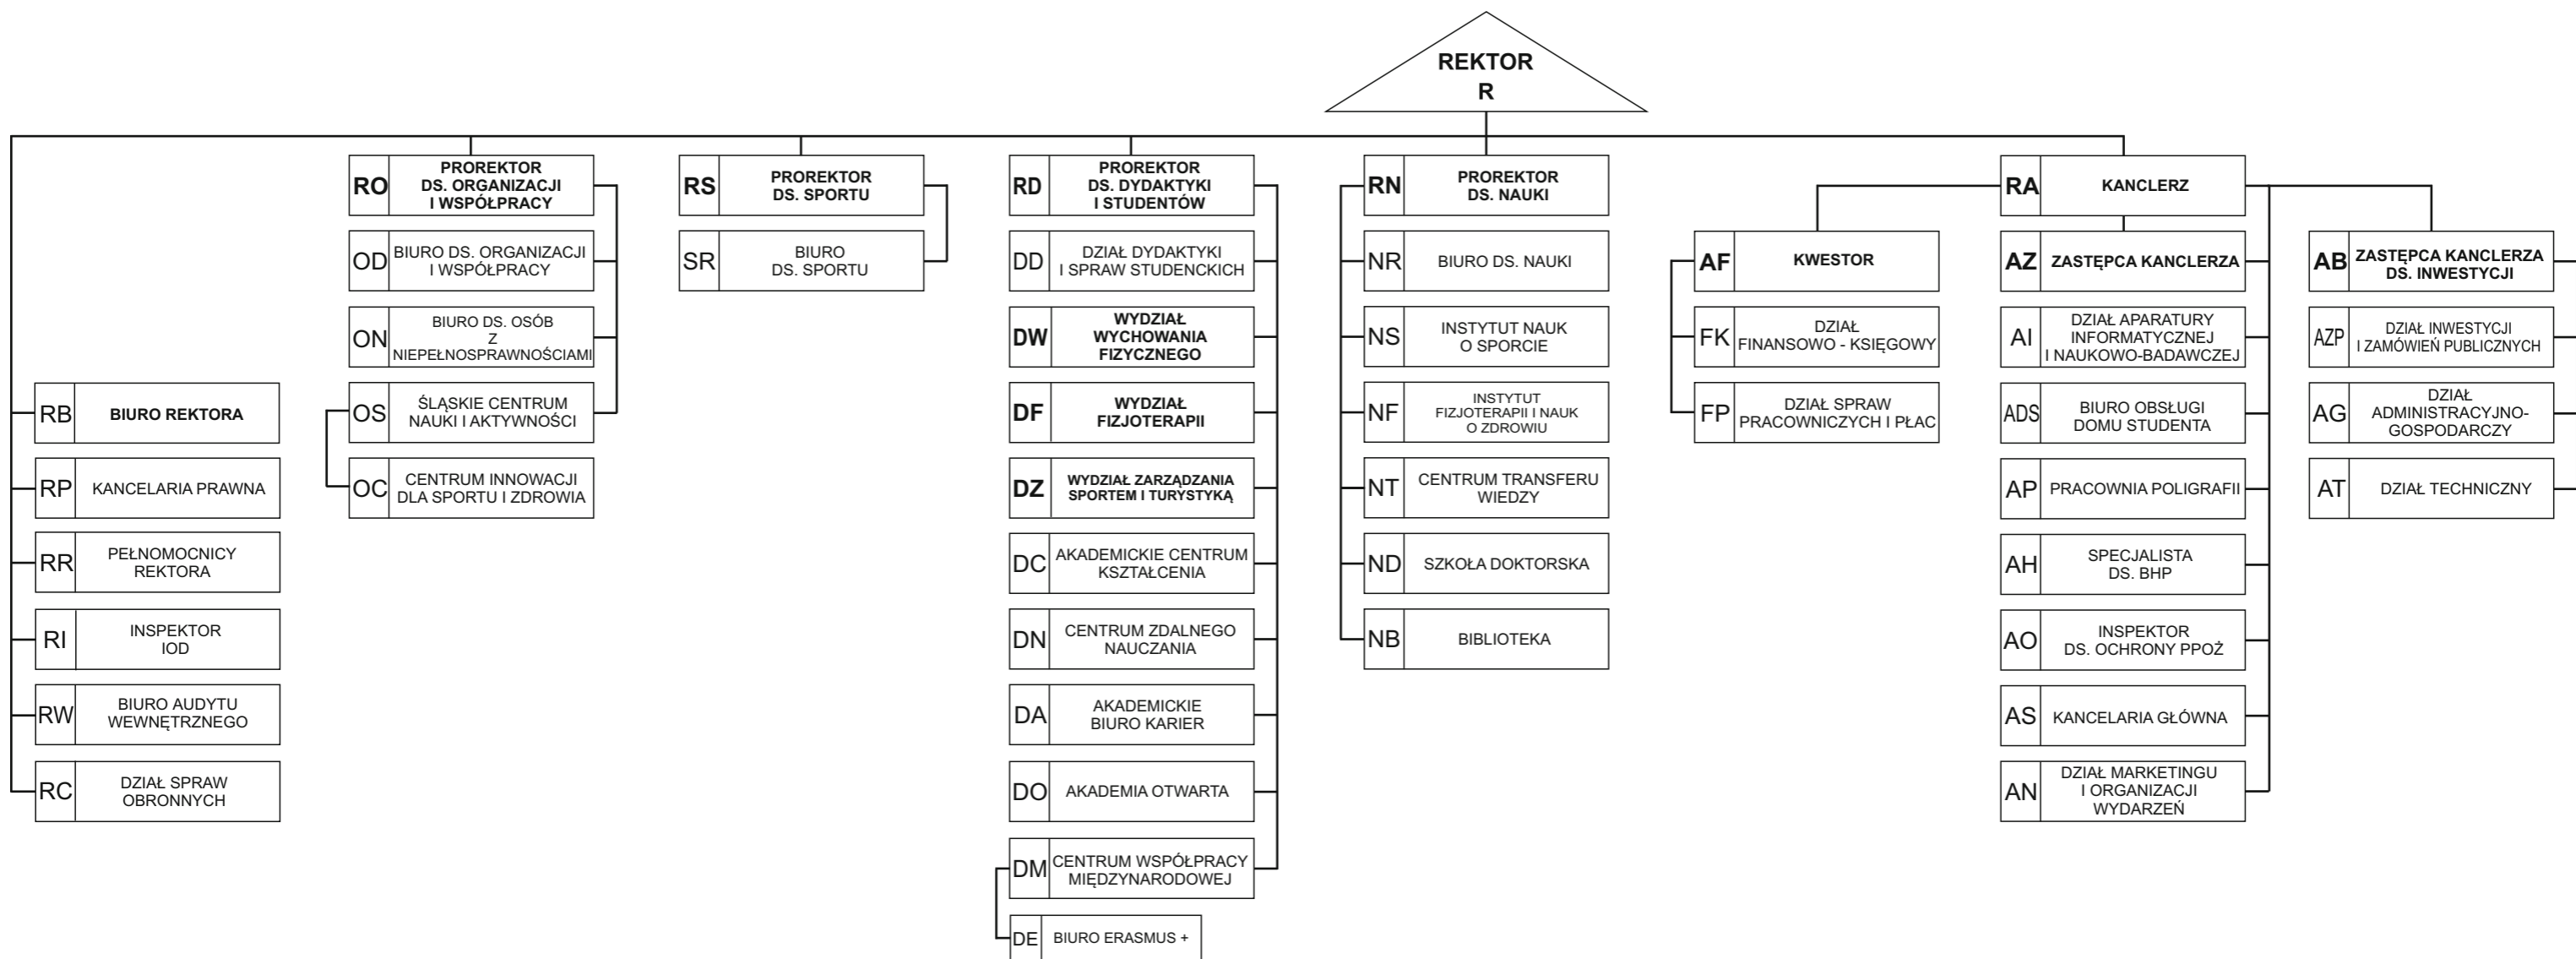 REKTOR
R
RO
PROREKTOR
DS. ORGANIZACJI
I WSPÓŁPRACY
OD
BIURO DS. ORGANIZACJI
I WSPÓŁPRACY
ON
BIURO DS. OSÓB
Z
NIEPEŁNOSPRAWNOŚCIAMI
OS
ŚLĄSKIE CENTRUM
NAUKI I AKTYWNOŚCI
OC
CENTRUM INNOWACJI
DLA SPORTU I ZDROWIA
RB
BIURO REKTORA
RP
KANCELARIA PRAWNA
RR
PEŁNOMOCNICY
REKTORA
RI
INSPEKTOR
IOD
RW
BIURO AUDYTU
WEWNĘTRZNEGO
RC
DZIAŁ SPRAW
OBRONNYCH
RS
PROREKTOR
DS. SPORTU
SR
BIURO
DS. SPORTU
RD
PROREKTOR
DS. DYDAKTYKI
I STUDENTÓW
DD
DZIAŁ DYDAKTYKI
I SPRAW STUDENCKICH
DW
WYDZIAŁ
WYCHOWANIA
FIZYCZNEGO
DF
WYDZIAŁ
FIZJOTERAPII
DZ
WYDZIAŁ ZARZĄDZANIA
SPORTEM I TURYSTYKĄ
DC
AKADEMICKIE CENTRUM
KSZTAŁCENIA
DN
CENTRUM ZDALNEGO
NAUCZANIA
DA
AKADEMICKIE
BIURO KARIER
DO
AKADEMIA OTWARTA
DM
CENTRUM WSPÓŁPRACY
MIĘDZYNARODOWEJ
DE
BIURO ERASMUS +
RN
PROREKTOR
DS. NAUKI
NR
BIURO DS. NAUKI
NS
INSTYTUT NAUK
O SPORCIE
NF
INSTYTUT
FIZJOTERAPII I NAUK
O ZDROWIU
NT
CENTRUM TRANSFERU
WIEDZY
ND
SZKOŁA DOKTORSKA
NB
BIBLIOTEKA
RA
KANCLERZ
AF
KWESTOR
FK
DZIAŁ
FINANSOWO - KSIĘGOWY
FP
DZIAŁ SPRAW
PRACOWNICZYCH I PŁAC
AZ
ZASTĘPCA KANCLERZA
AI
DZIAŁ APARATURY
INFORMATYCZNEJ
I NAUKOWO-BADAWCZEJ
ADS
BIURO OBSŁUGI
DOMU STUDENTA
AP
PRACOWNIA POLIGRAFII
AH
SPECJALISTA
DS. BHP
AO
INSPEKTOR
DS. OCHRONY PPOŻ
AS
KANCELARIA GŁÓWNA
AN
DZIAŁ MARKETINGU
I ORGANIZACJI
WYDARZEŃ
AB
ZASTĘPCA KANCLERZA
DS. INWESTYCJI
AZP
DZIAŁ INWESTYCJI
I ZAMÓWIEŃ PUBLICZNYCH
AG
DZIAŁ
ADMINISTRACYJNO-
GOSPODARCZY
AT
DZIAŁ TECHNICZNY